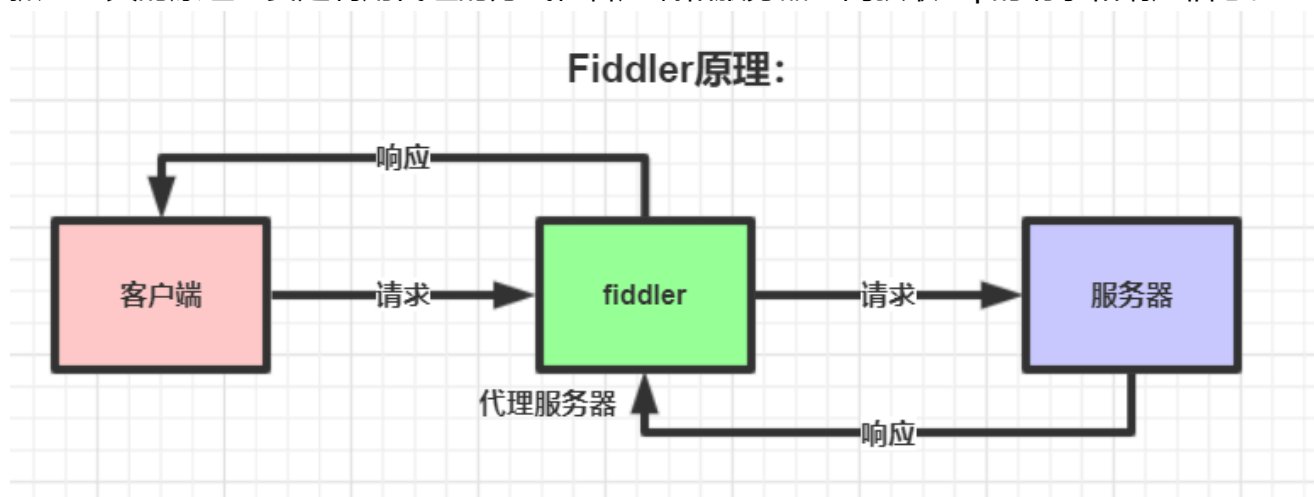 Fiddler原理：
响应
客户端
请求
fiddler
请求
服务器
代理服务器
响应